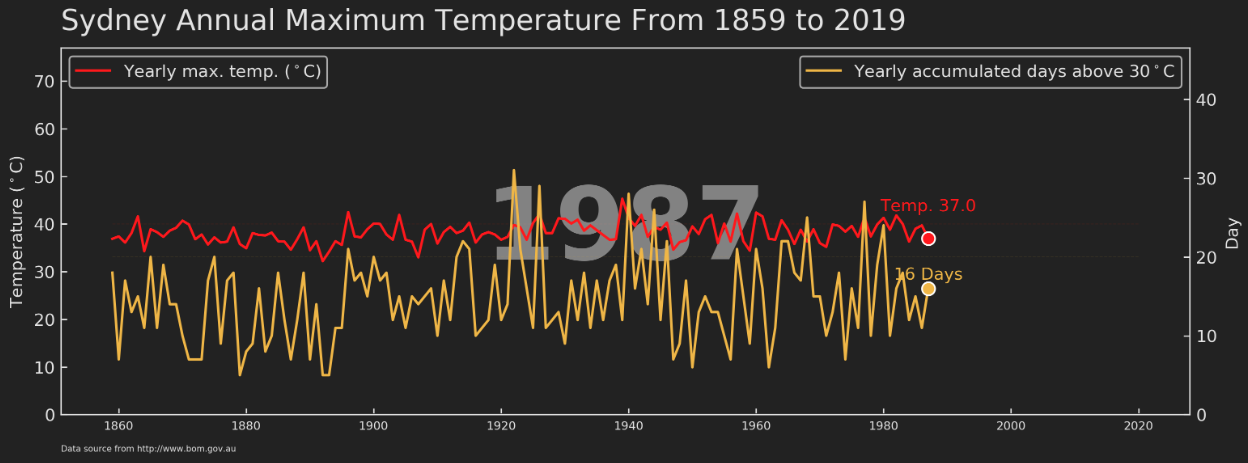 Sydney Annual Maximum Temperature From 1859 to 2019
Yearly max. temp. (°C)
Yearly accumulated days above 30°C
Temperature (°C)
70
60
50
40
30
20
10
0
40
30
20
10
0
Day
1987
Temp. 37.0
16 Days
1860 1880 1900 1920 1940 1960 1980 2000 2020
Data source from http://www.bom.gov.au